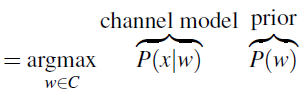 channel model prior
= argmax P(x|w) P(w)
w∈C